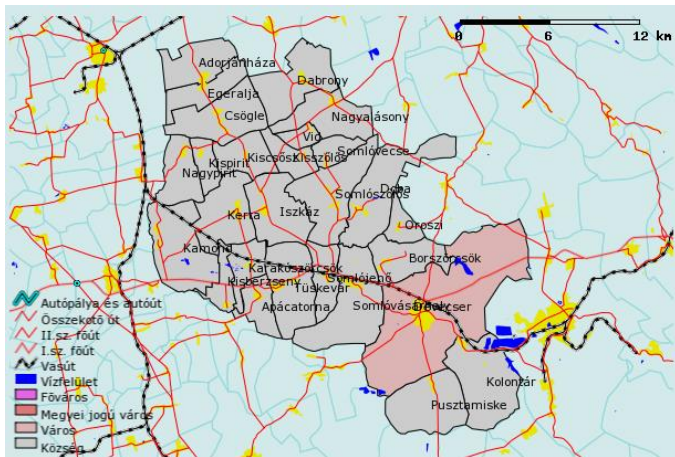 0 6 12 km
Adorjánháza
Dabrony
Egeralja
Csögle
Nagyalásony
Vid
Somlóvecse
Kiscsősz
Kisszőlős
Kispirit
Nagypirit
Doba
Somlószőlős
Iszkáz
Kerta
Oroszi
Kamond
Borszörcsök
Karakószörcsök
Somlójenő
Kisberzseny
Tüskevár
Apácatorna
Somlóvásárhely
Devecser
Kolontár
Pusztamiske
Autópálya és autóút
Összekötő út
II.sz. főút
I.sz. főút
Vasút
Vízfelület
Főváros
Megyei jogú város
Város
Község